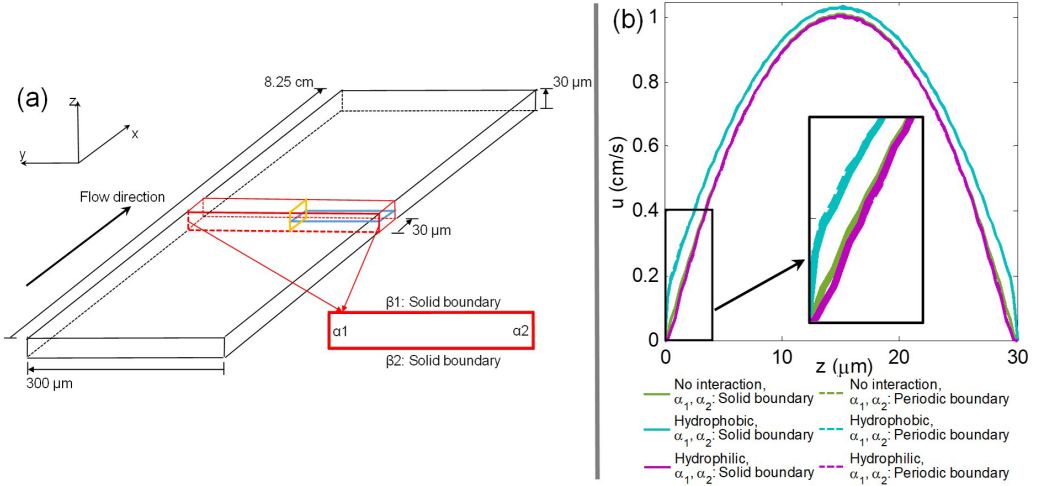 (a)
8.25 cm
30 μm
z
x
y
Flow direction
30 μm
β1: Solid boundary
α1
α2
β2: Solid boundary
300 μm
(b)
u (cm/s)
1
0.8
0.6
0.4
0.2
0
0
10
20
30
z (μm)
No interaction,
α1, α2: Solid boundary
No interaction,
α1, α2: Periodic boundary
Hydrophobic,
α1, α2: Solid boundary
Hydrophobic,
α1, α2: Periodic boundary
Hydrophilic,
α1, α2: Solid boundary
Hydrophilic,
α1, α2: Periodic boundary